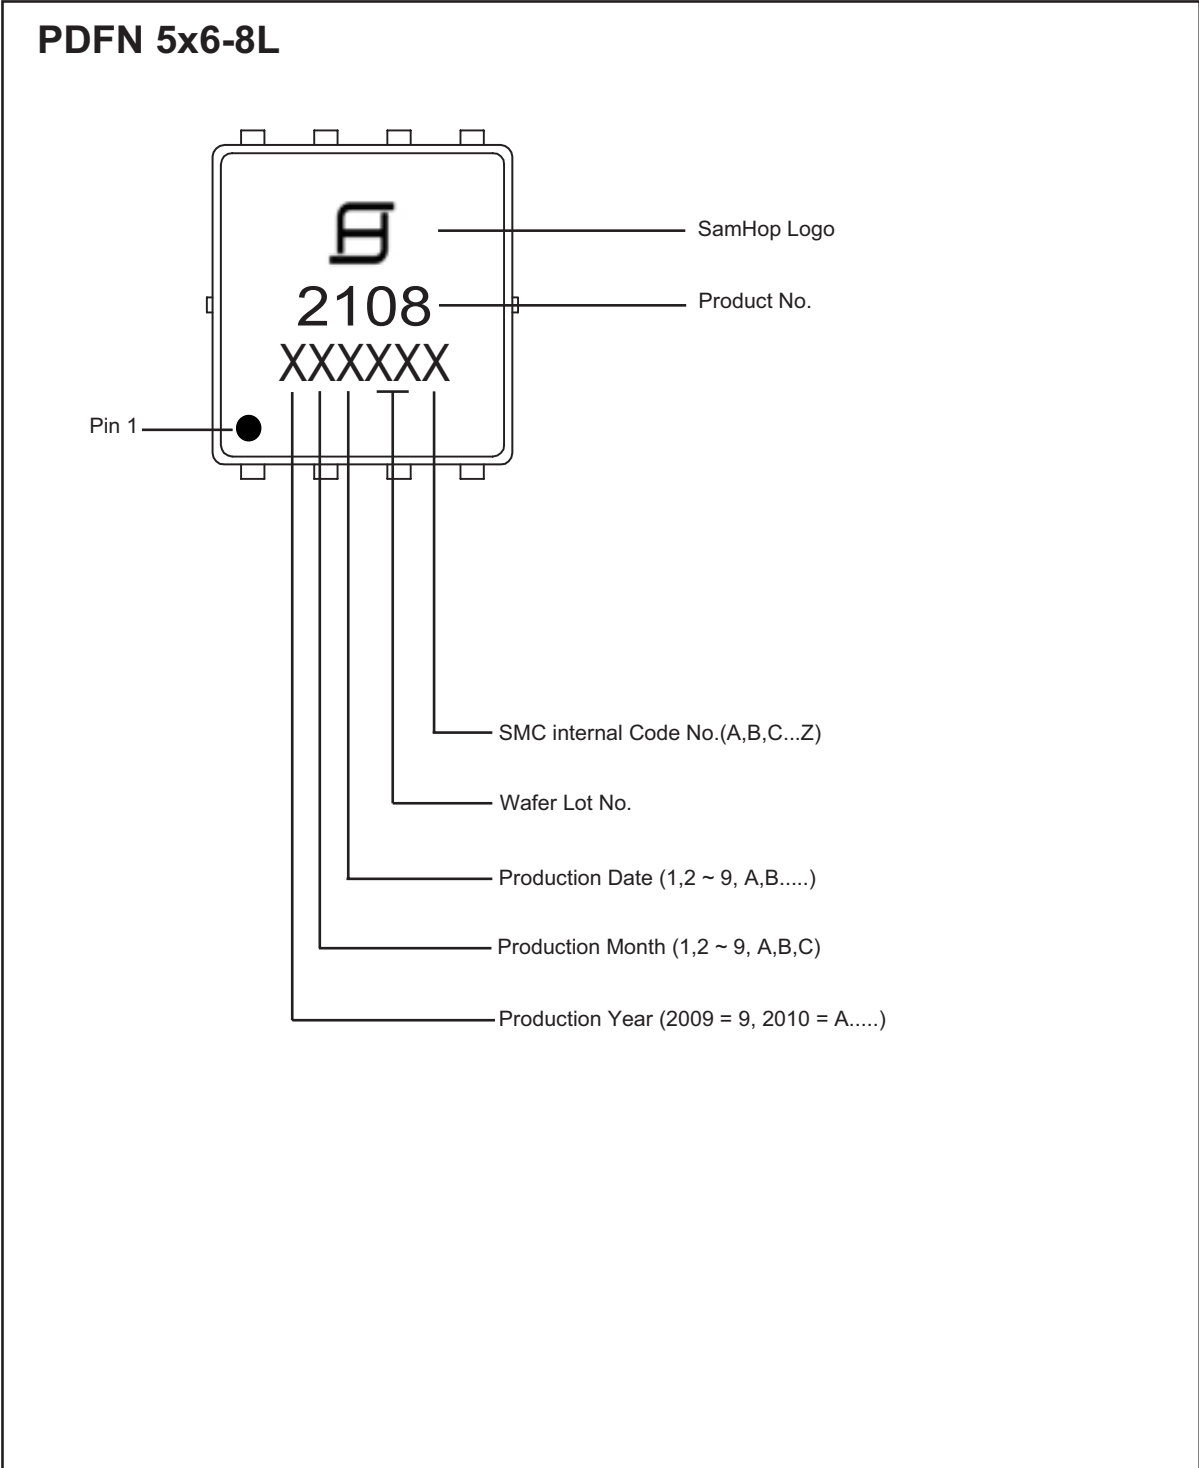 PDFN 5x6-8L
SamHop Logo
2108
Product No.
XXXXXX
Pin 1
SMC internal Code No.(A,B,C...Z)
Wafer Lot No.
Production Date (1,2 ~ 9, A,B.....)
Production Month (1,2 ~ 9, A,B,C)
Production Year (2009 = 9, 2010 = A.....)